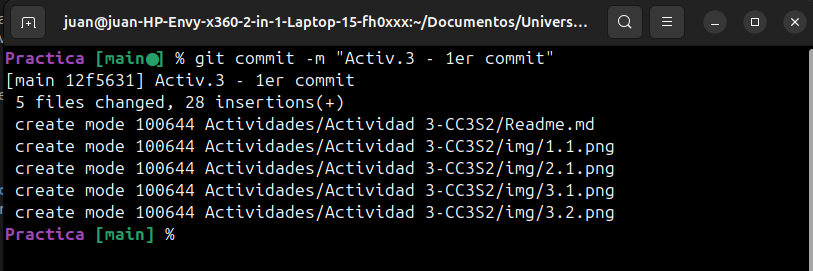 juan@juan-HP-Envy-x360-2-in-1-Laptop-15-fh0xxx:~/Documentos/Univers…
Practica [main●] % git commit -m "Activ.3 - 1er commit"
[main 12f5631] Activ.3 - 1er commit
 5 files changed, 28 insertions(+)
 create mode 100644 Actividades/Actividad 3-CC3S2/Readme.md
 create mode 100644 Actividades/Actividad 3-CC3S2/img/1.1.png
 create mode 100644 Actividades/Actividad 3-CC3S2/img/2.1.png
 create mode 100644 Actividades/Actividad 3-CC3S2/img/3.1.png
 create mode 100644 Actividades/Actividad 3-CC3S2/img/3.2.png
Practica [main] %